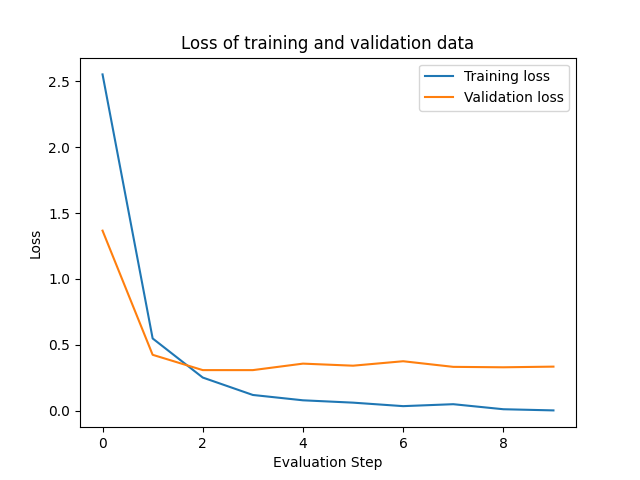 Loss of training and validation data
Training loss
Validation loss
2.5
2.0
1.5
1.0
0.5
0.0
Loss
0 2 4 6 8
Evaluation Step